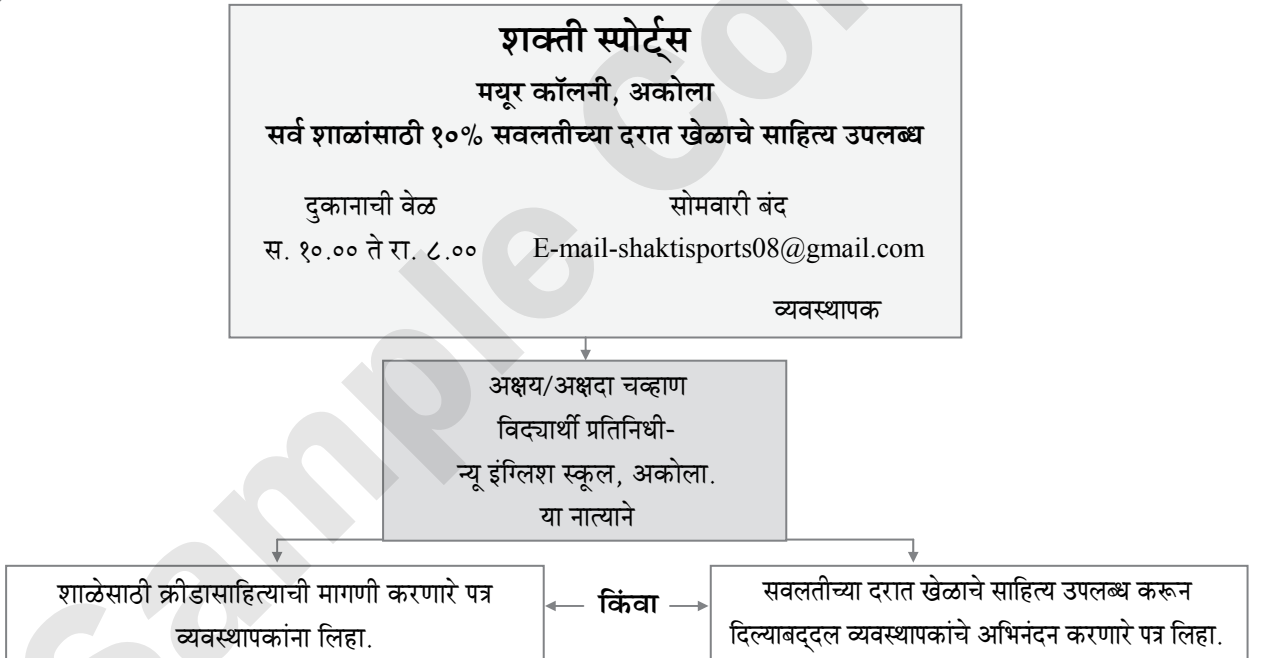 शक्ती स्पोर्ट्स
मयूर कॉलनी, अकोला
सर्व शाळांसाठी १०% सवलतीच्या दरात खेळाचे साहित्य उपलब्ध
दुकानाची वेळ सोमवारी बंद
स. १०.०० ते रा. ८.०० E-mail-shaktisports08@gmail.com
व्यवस्थापक
अक्षय/अक्षदा चव्हाण
विद्यार्थी प्रतिनिधी-
न्यू इंग्लिश स्कूल, अकोला.
या नात्याने
शाळेसाठी क्रीडासाहित्याची मागणी करणारे पत्र
व्यवस्थापकांना लिहा.
किंवा
सवलतीच्या दरात खेळाचे साहित्य उपलब्ध करून
दिल्याबद्दल व्यवस्थापकांचे अभिनंदन करणारे पत्र लिहा.
Sample Co